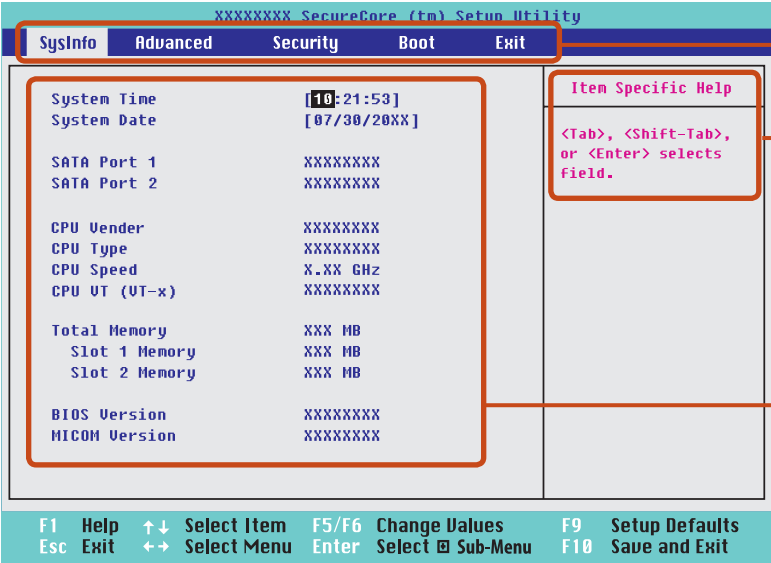 XXXXXXXX SecureCore (tm) Setup Utility
SysInfo Advanced Security Boot Exit
System Time [10:21:53]
System Date [07/30/20XX]
SATA Port 1 XXXXXXXX
SATA Port 2 XXXXXXXX
CPU Vender XXXXXXXX
CPU Type XXXXXXXX
CPU Speed X.XX GHz
CPU VT (VT-x) XXXXXXXX
Total Memory XXX MB
Slot 1 Memory XXX MB
Slot 2 Memory XXX MB
BIOS Version XXXXXXXX
MICOM Version XXXXXXXX
Item Specific Help
<Tab>, <Shift-Tab>,
or <Enter> selects
field.
F1 Help ↑↓ Select Item F5/F6 Change Values F9 Setup Defaults
Esc Exit ←→ Select Menu Enter Select Sub-Menu F10 Save and Exit